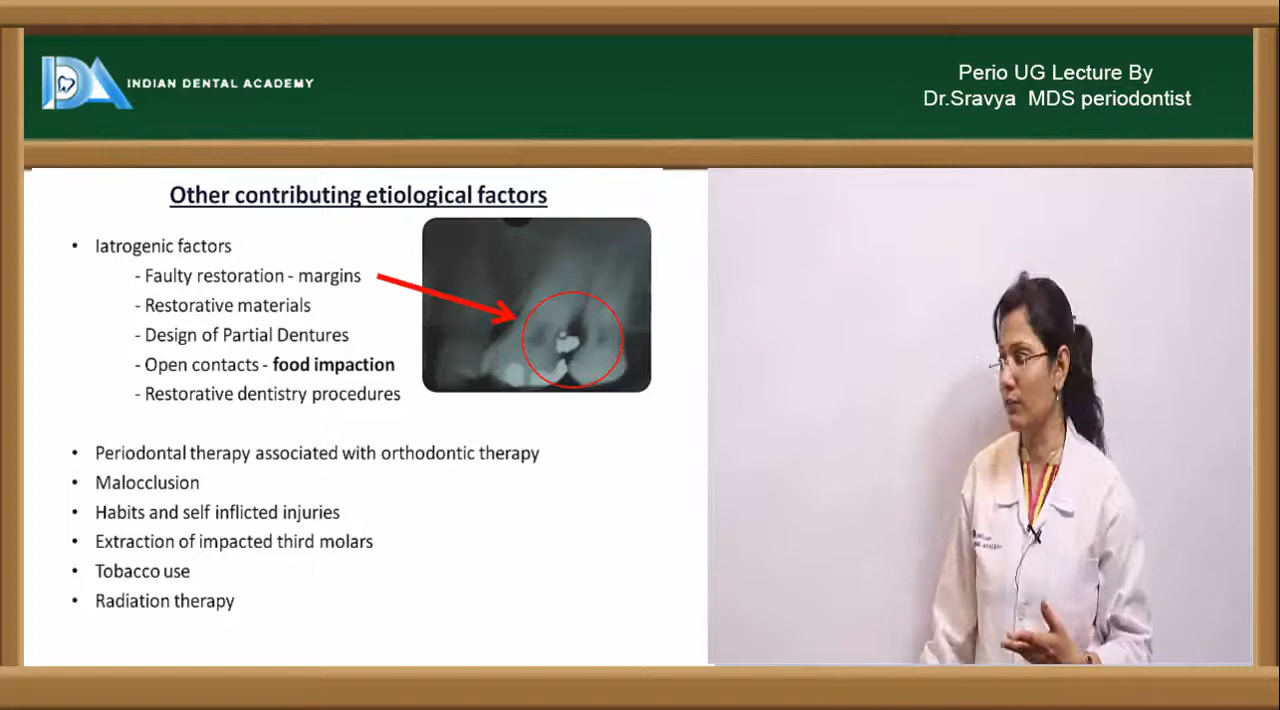 IDA
INDIAN DENTAL ACADEMY
Perio UG Lecture By
Dr.Sravya MDS periodontist
Other contributing etiological factors
• Iatrogenic factors
- Faulty restoration - margins
- Restorative materials
- Design of Partial Dentures
- Open contacts - food impaction
- Restorative dentistry procedures
• Periodontal therapy associated with orthodontic therapy
• Malocclusion
• Habits and self inflicted injuries
• Extraction of impacted third molars
• Tobacco use
• Radiation therapy